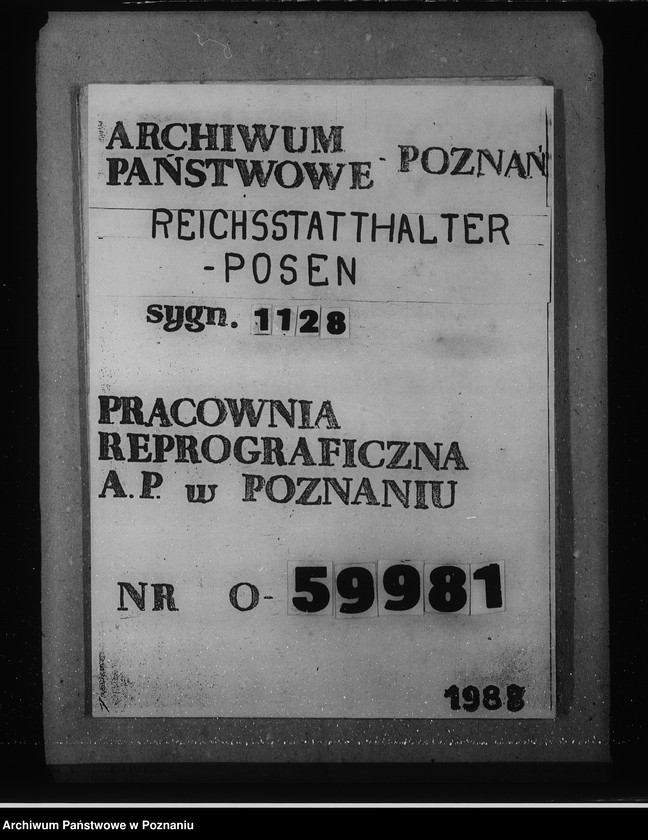 ARCHIWUM
PAŃSTWOWE - POZNAŃ
REICHSSTATTHALTER
-POSEN
sygn. 1128
PRACOWNIA
REPROGRAFICZNA
A.P. w POZNANIU
NR O-59981
1988
Archiwum Państwowe w Poznaniu